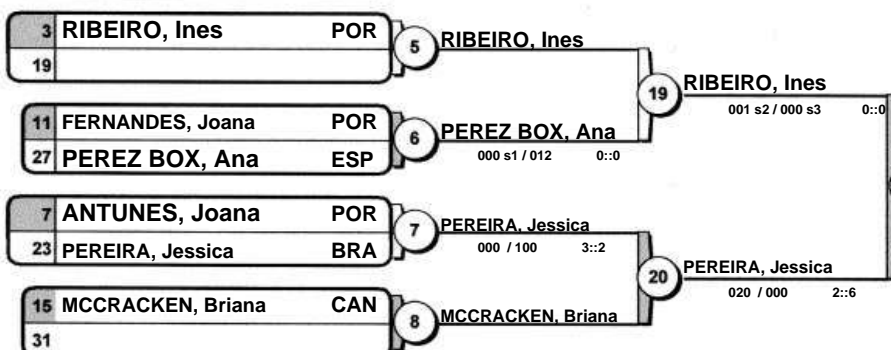 3 RIBEIRO, Ines POR
19
5
RIBEIRO, Ines
11 FERNANDES, Joana POR
27 PEREZ BOX, Ana ESP
6
PEREZ BOX, Ana
000 s1 / 012 0::0
19
RIBEIRO, Ines
001 s2 / 000 s3 0::0
7 ANTUNES, Joana POR
23 PEREIRA, Jessica BRA
7
PEREIRA, Jessica
000 / 100 3::2
15 MCCRACKEN, Briana CAN
31
8
MCCRACKEN, Briana
20
PEREIRA, Jessica
020 / 000 2::6